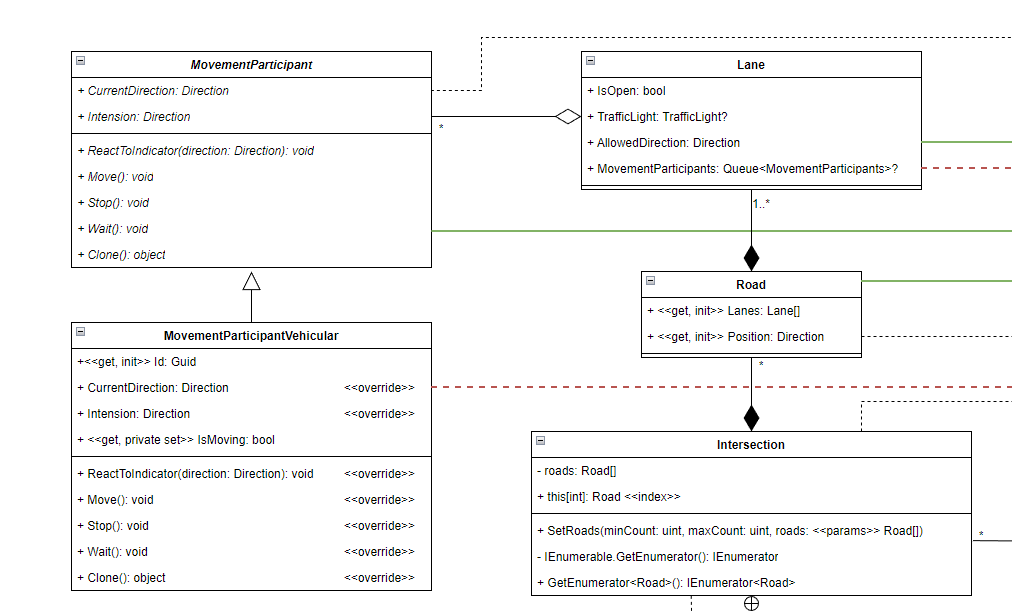 MovementParticipant
+ CurrentDirection: Direction
+ Intension: Direction
+ ReactToIndicator(direction: Direction): void
+ Move(): void
+ Stop(): void
+ Wait(): void
+ Clone(): object
*
Lane
+ IsOpen: bool
+ TrafficLight: TrafficLight?
+ AllowedDirection: Direction
+ MovementParticipants: Queue<MovementParticipants>?
1..*
Road
+ <<get, init>> Lanes: Lane[]
+ <<get, init>> Position: Direction
*
MovementParticipantVehicular
+<<get, init>> Id: Guid
+ CurrentDirection: Direction <<override>>
+ Intension: Direction <<override>>
+ <<get, private set>> IsMoving: bool
+ ReactToIndicator(direction: Direction): void <<override>>
+ Move(): void <<override>>
+ Stop(): void <<override>>
+ Wait(): void <<override>>
+ Clone(): object <<override>>
Intersection
- roads: Road[]
+ this[int]: Road <<index>>
+ SetRoads(minCount: uint, maxCount: uint, roads: <<params>> Road[])
- IEnumerable.GetEnumerator(): IEnumerator
+ GetEnumerator<Road>(): IEnumerator<Road>
*